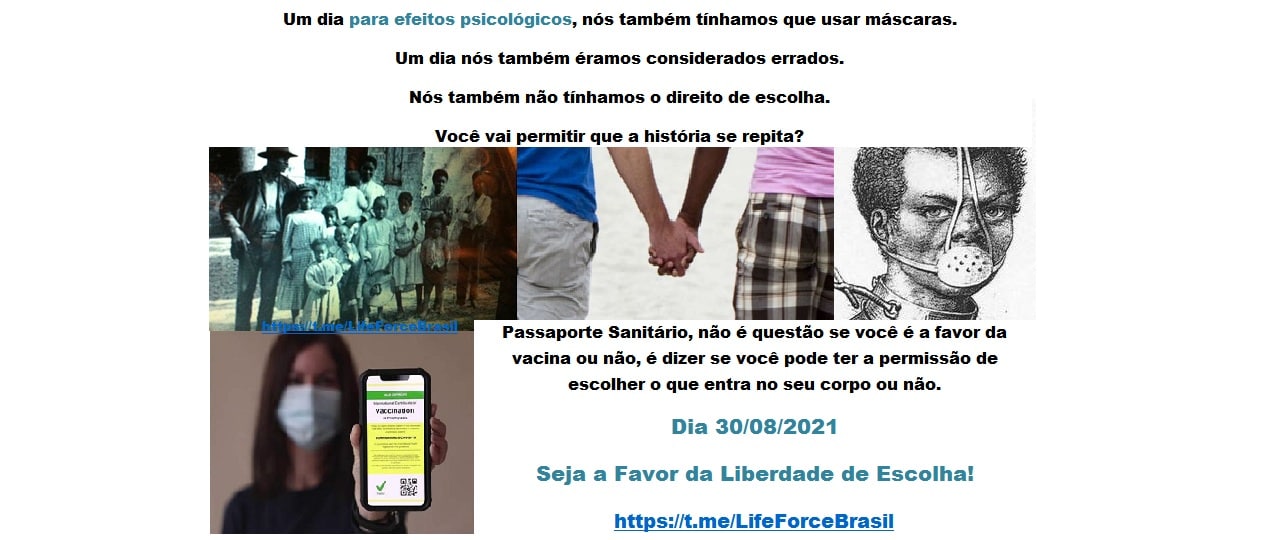 Um dia para efeitos psicológicos, nós também tínhamos que usar máscaras.
Um dia nós também éramos considerados errados.
Nós também não tínhamos o direito de escolha.
Você vai permitir que a história se repita?
https://t.me/LifeForceBrasil
Passaporte Sanitário, não é questão se você é a favor da
vacina ou não, é dizer se você pode ter a permissão de
escolher o que entra no seu corpo ou não.
Vaccination
Dia 30/08/2021
Seja a Favor da Liberdade de Escolha!
https://t.me/LifeForceBrasil